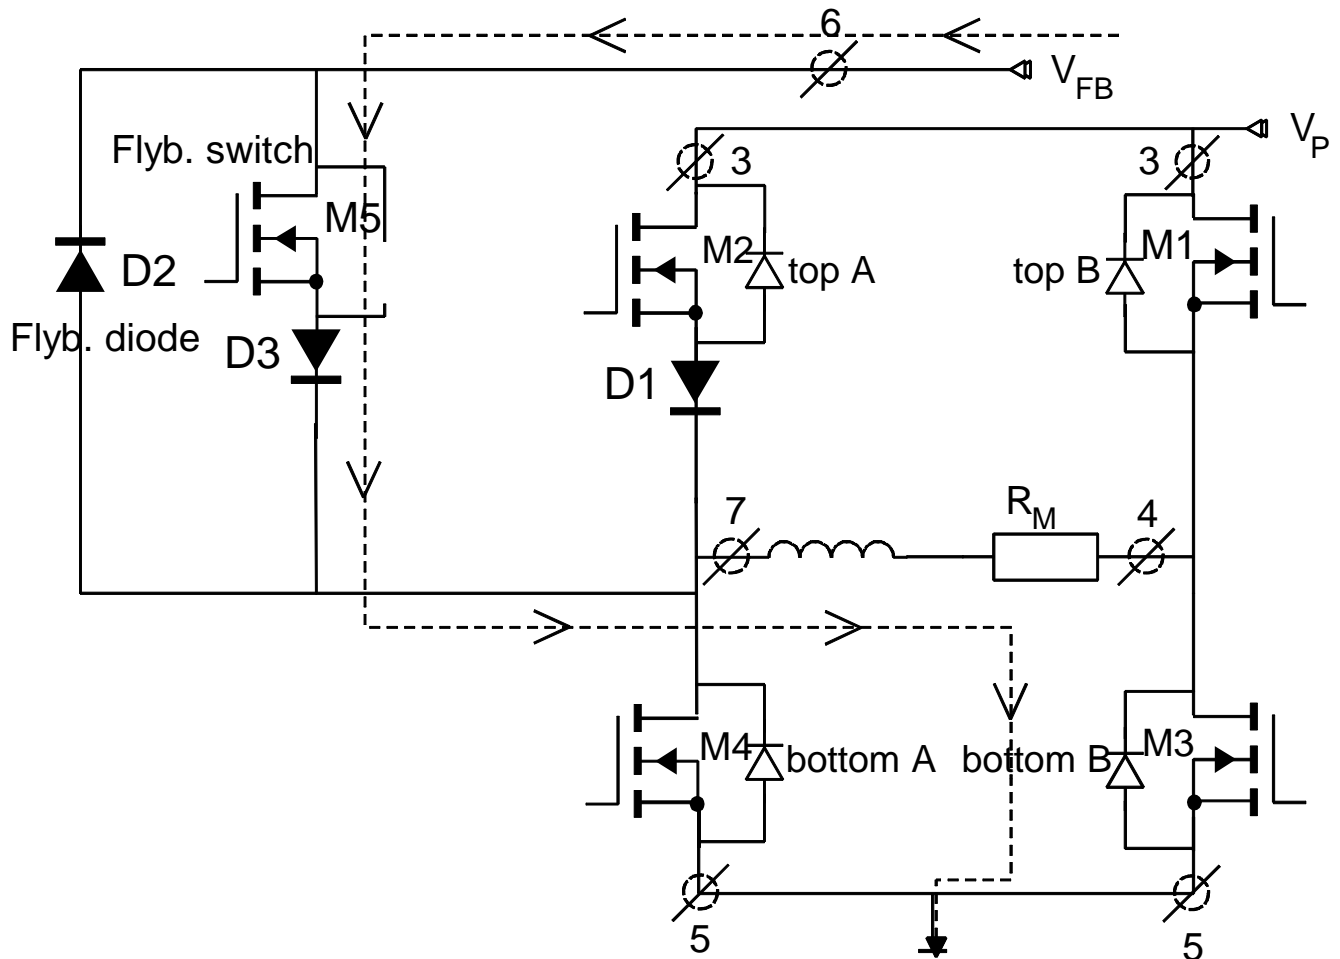 6
V_FB
V_P
Flyb. switch
3
3
M5
M2
M1
D2
top A
top B
Flyb. diode
D3
D1
7
R_M
4
M4
bottom A
bottom B
M3
5
5